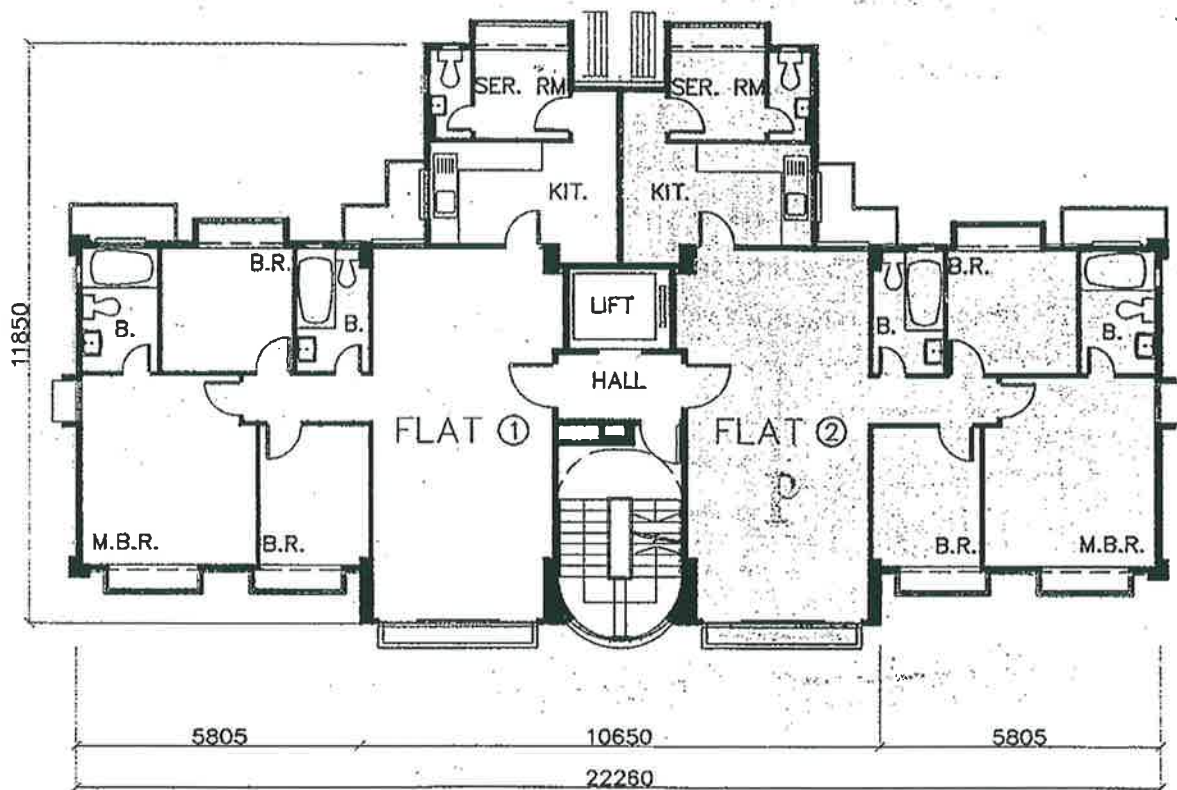 SER. RM. SER. RM.
KIT. KIT.
B.R. B.R.
LIFT
B. B. B. B.
11850
HALL
FLAT ① FLAT ②
P
M.B.R. B.R. B.R. M.B.R.
5805 10650 5805
22260